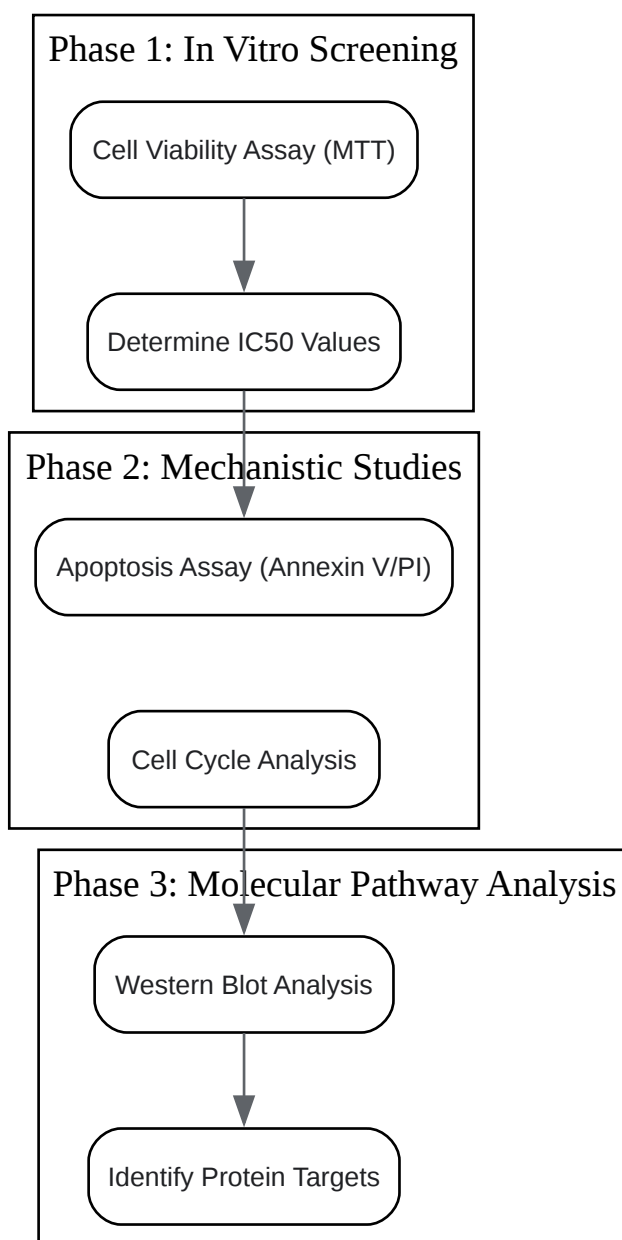 Phase 1: In Vitro Screening
Cell Viability Assay (MTT)
Determine IC50 Values
Phase 2: Mechanistic Studies
Apoptosis Assay (Annexin V/PI)
Cell Cycle Analysis
Phase 3: Molecular Pathway Analysis
Western Blot Analysis
Identify Protein Targets